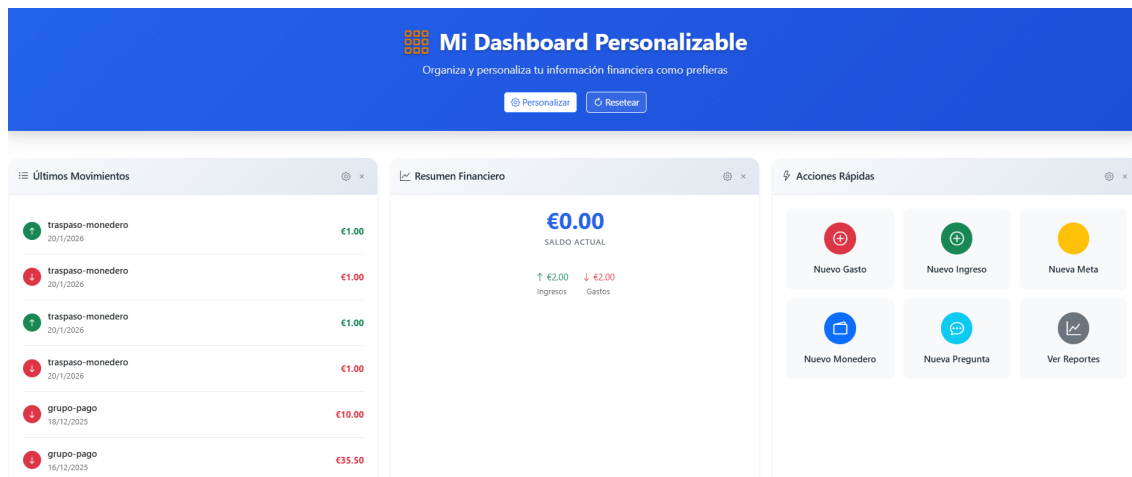 Mi Dashboard Personalizable
Organiza y personaliza tu información financiera como prefieras
Personalizar
Resetear
Últimos Movimientos
traspaso-monedero
€1.00
20/1/2026
traspaso-monedero
€1.00
20/1/2026
traspaso-monedero
€1.00
20/1/2026
traspaso-monedero
€1.00
20/1/2026
grupo-pago
€10.00
18/12/2025
grupo-pago
€35.50
16/12/2025
Resumen Financiero
€0.00
SALDO ACTUAL
↑ €2.00 ↓ €2.00
Ingresos Gastos
Acciones Rápidas
Nuevo Gasto
Nuevo Ingreso
Nueva Meta
Nuevo Monedero
Nueva Pregunta
Ver Reportes